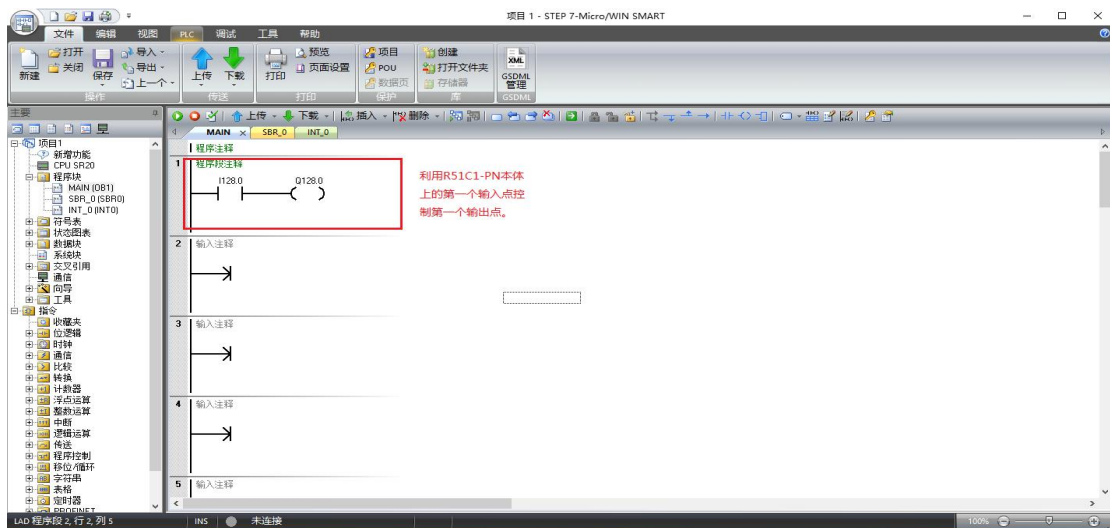 项目 1 - STEP 7-Micro/WIN SMART
文件 编辑 视图 PLC 调试 工具 帮助
新建
打开
关闭
保存
导入
导出
上一个
操作
上传
下载
传送
打印
预览
页面设置
打印
项目
POU
数据页
保护
创建
打开文件夹
存储器
库
XML
GSDML
管理
GSDML
主要
上传 下载 插入 删除
MAIN SBR_0 INT_0
项目1
新增功能
CPU SR20
程序块
MAIN (OB1)
SBR_0 (SBR0)
INT_0 (INT0)
符号表
状态图表
数据块
系统块
交叉引用
通信
向导
工具
指令
收藏夹
位逻辑
时钟
通信
比较
转换
计数器
浮点运算
整数运算
中断
逻辑运算
传送
程序控制
移位/循环
字符串
表格
定时器
PROFINET
程序注释
1 程序段注释
I128.0 Q128.0
利用R51C1-PN本体
上的第一个输入点控
制第一个输出点。
2 输入注释
3 输入注释
4 输入注释
5 输入注释
LAD 程序段 2, 行 2, 列 5 INS 未连接 100%